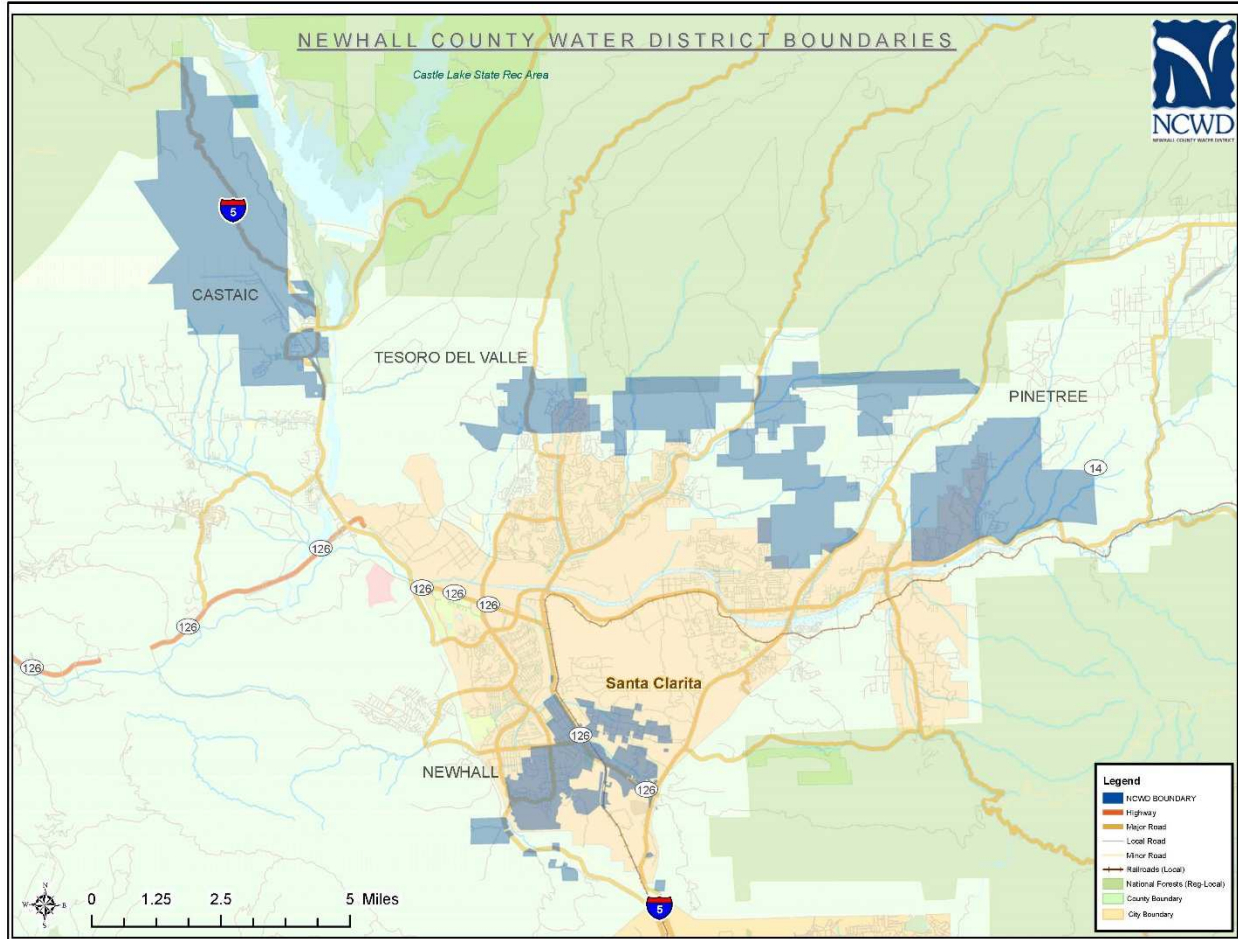 NEWHALL COUNTY WATER DISTRICT BOUNDARIES
Castle Lake State Rec Area
NCWD
NEWHALL COUNTY WATER DISTRICT
5
CASTAIC
TESORO DEL VALLE
PINETREE
14
126
126
126
126
126
126
Santa Clarita
126
NEWHALL
126
5
Legend
NCWD BOUNDARY
Highway
Major Road
Local Road
Minor Road
Railroads (Local)
National Forests (Reg-Local)
County Boundary
City Boundary
N
W E
S
0 1.25 2.5 5 Miles